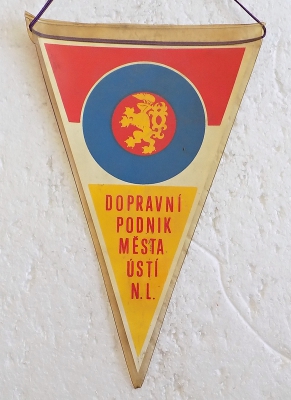 DOPRAVNÍ
PODNIK
MĚSTA
ÚSTÍ
N.L.